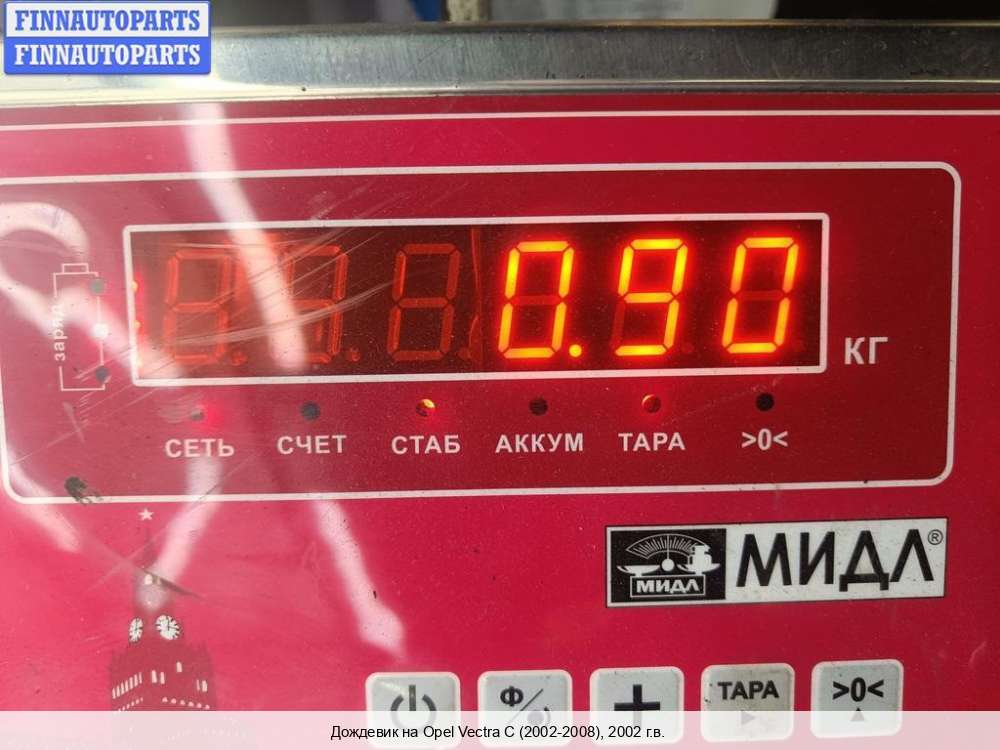 FINNAUTOPARTS
FINNAUTOPARTS
заряд
0.90
КГ
СЕТЬ СЧЕТ СТАБ АККУМ ТАРА >0<
МИДЛ МИДЛ®
Ф ТАРА >0<
Дождевик на Opel Vectra C (2002-2008), 2002 г.в.